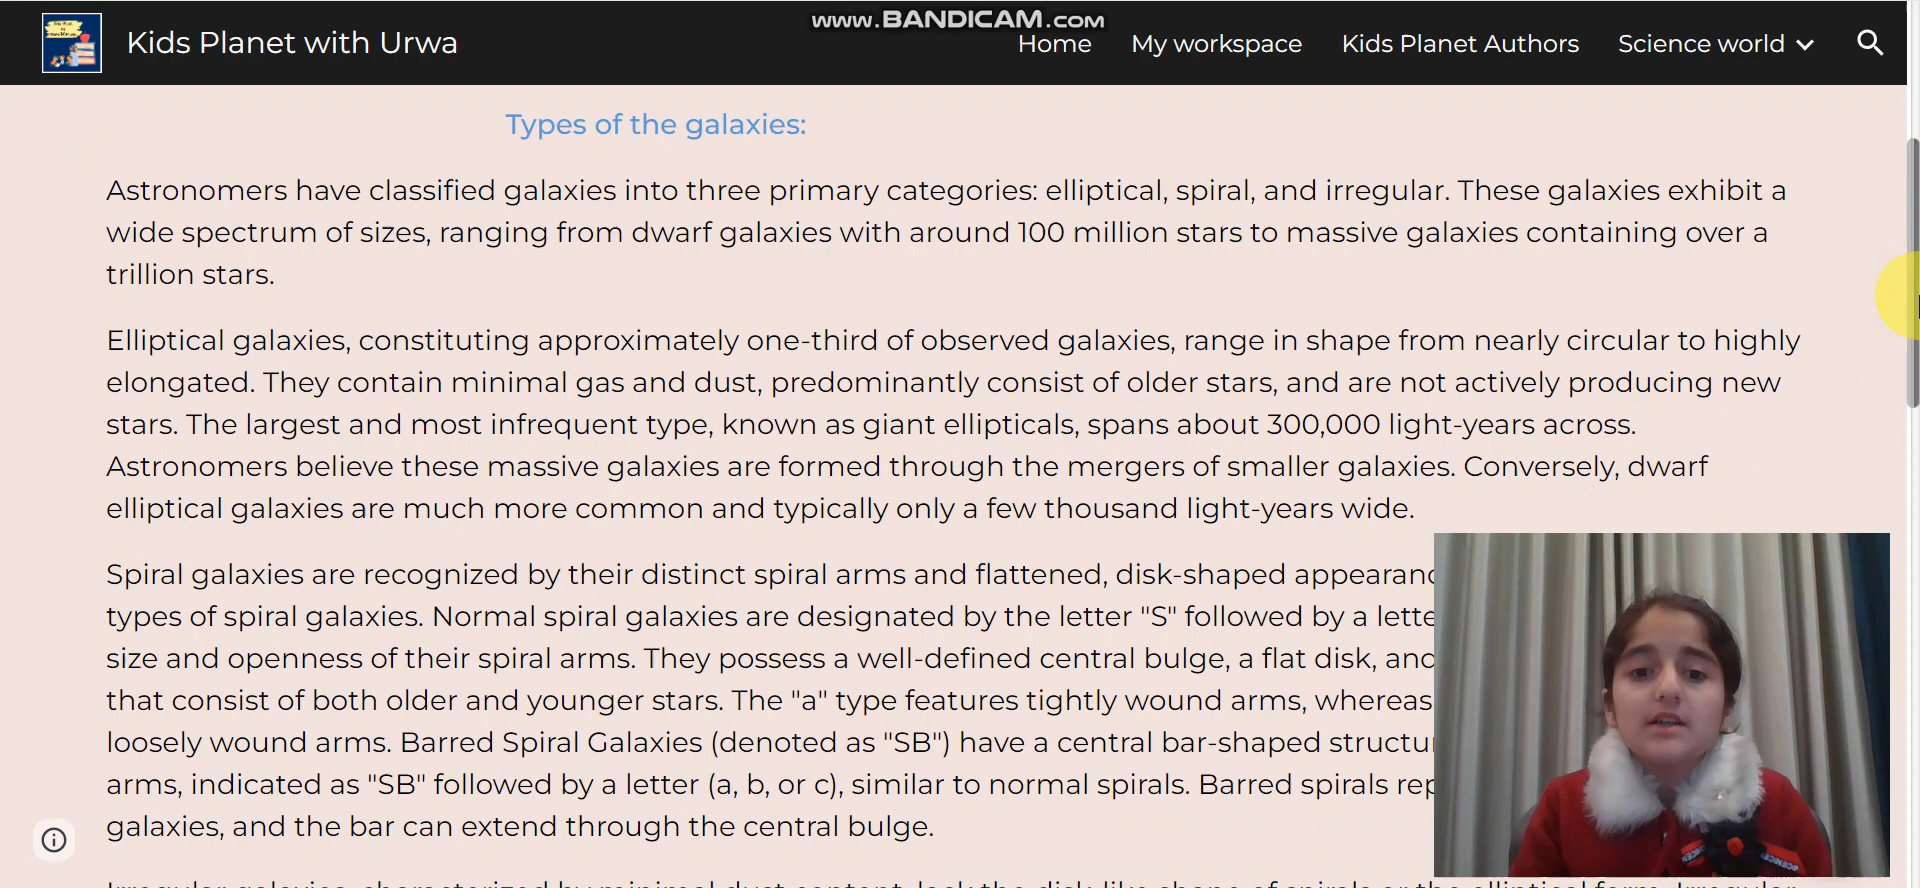 www.BANDICAM.com
Kids Planet with Urwa
Home My workspace Kids Planet Authors Science world
Types of the galaxies:
Astronomers have classified galaxies into three primary categories: elliptical, spiral, and irregular. These galaxies exhibit a
wide spectrum of sizes, ranging from dwarf galaxies with around 100 million stars to massive galaxies containing over a
trillion stars.
Elliptical galaxies, constituting approximately one-third of observed galaxies, range in shape from nearly circular to highly
elongated. They contain minimal gas and dust, predominantly consist of older stars, and are not actively producing new
stars. The largest and most infrequent type, known as giant ellipticals, spans about 300,000 light-years across.
Astronomers believe these massive galaxies are formed through the mergers of smaller galaxies. Conversely, dwarf
elliptical galaxies are much more common and typically only a few thousand light-years wide.
Spiral galaxies are recognized by their distinct spiral arms and flattened, disk-shaped
types of spiral galaxies. Normal spiral galaxies are designated by the letter "S" followed by a
size and openness of their spiral arms. They possess a well-defined central bulge, a flat disk, and
that consist of both older and younger stars. The "a" type features tightly wound arms, whereas
loosely wound arms. Barred Spiral Galaxies (denoted as "SB") have a central bar-shaped
arms, indicated as "SB" followed by a letter (a, b, or c), similar to normal spirals. Barred spirals
galaxies, and the bar can extend through the central bulge.